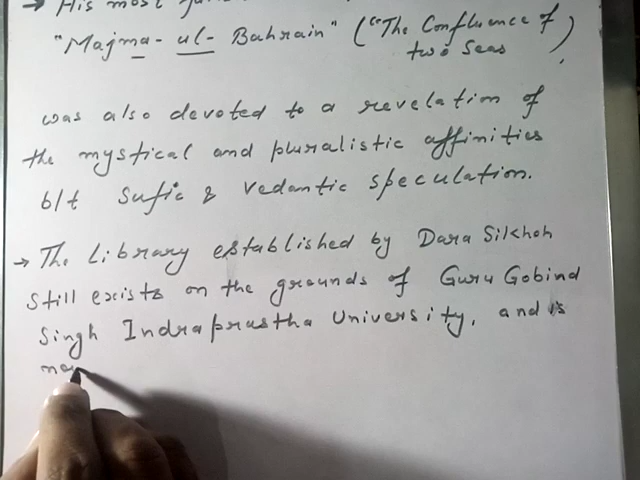 → His most
"Majma-ul-Bahrain" ("The Confluence of
two Seas)
was also devoted to a revelation of
the mystical and pluralistic affinities
b/t Sufic & Vedantic speculation.
→ The Library established by Dara Sikhoh
still exists on the grounds of Guru Gobind
Singh Indraprastha University, and is